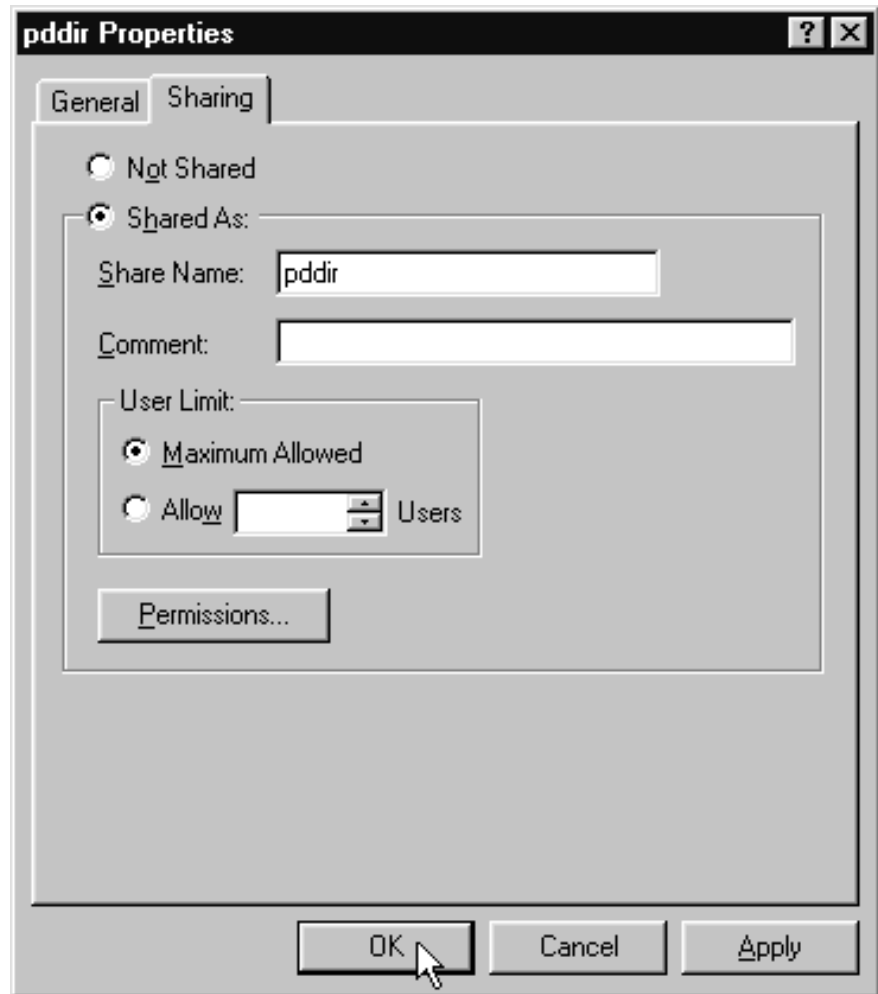 pddir Properties
General Sharing
Not Shared
Shared As:
Share Name: pddir
Comment:
User Limit:
Maximum Allowed
Allow Users
Permissions...
OK Cancel Apply